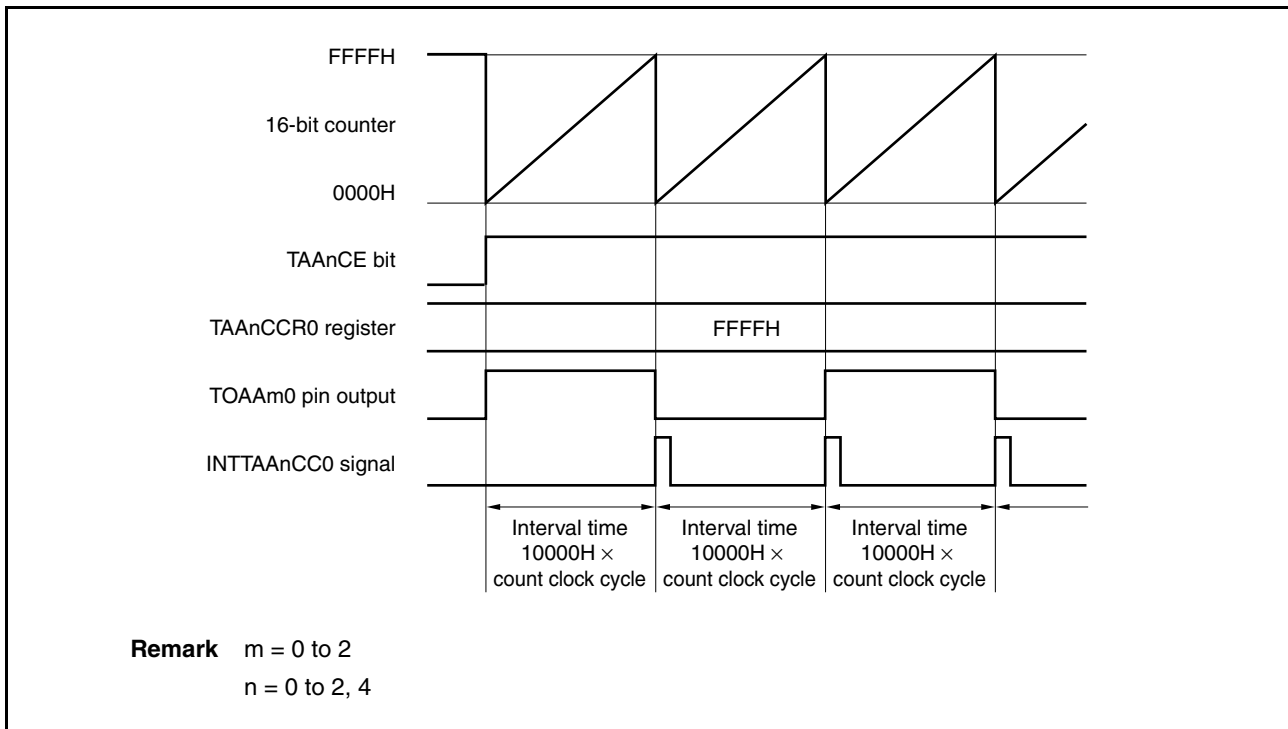 FFFFH
16-bit counter
0000H
TAAnCE bit
TAAnCCR0 register
FFFFH
TOAAm0 pin output
INTTAAnCC0 signal
Interval time
10000H ×
count clock cycle
Interval time
10000H ×
count clock cycle
Interval time
10000H ×
count clock cycle
Remark m = 0 to 2
n = 0 to 2, 4